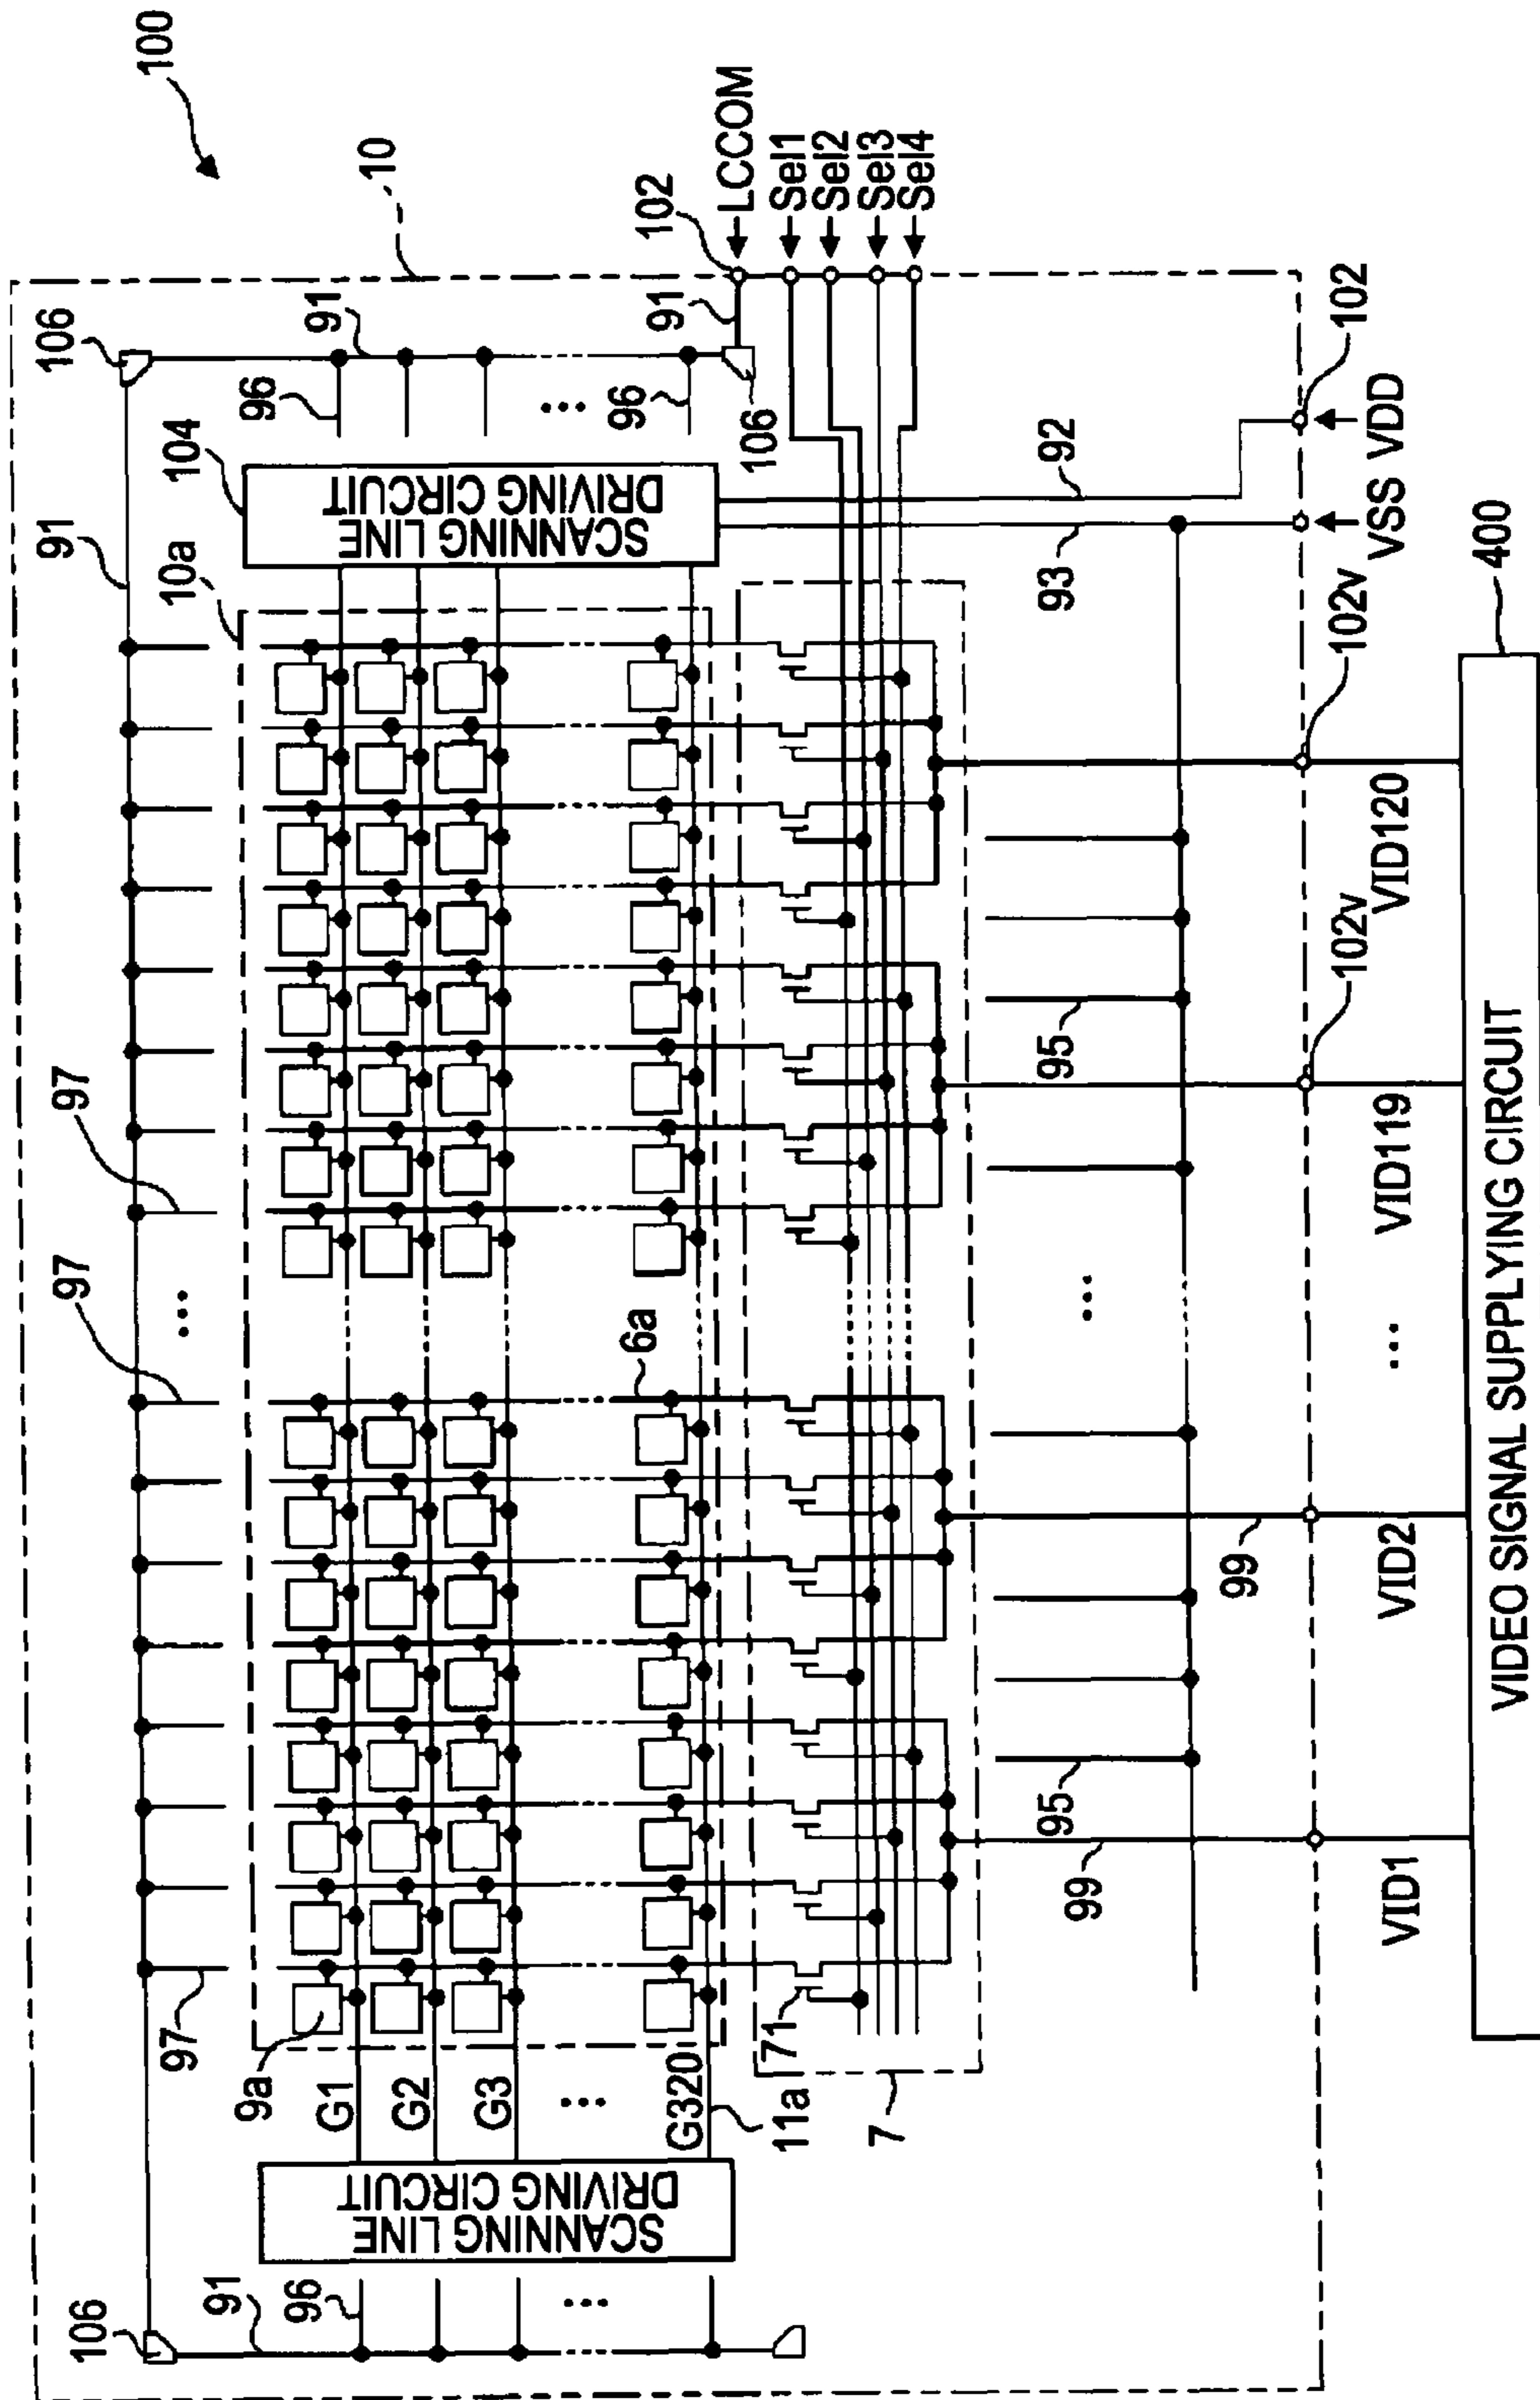 100
10
106
91
106
91
96
...
96
91
102
LCCOM
Sel1
Sel2
Sel3
Sel4
104
SCANNING LINE
DRIVING CIRCUIT
10a
91
97
97
...
97
97
106
91
96
...
9a
G1
G2
G3
...
G320
11a
SCANNING LINE
DRIVING CIRCUIT
6a
71
7
106
92
93
102
VSS VDD
95
...
95
99
99
102v
102v
VID1
VID2
...
VID119
VID120
400
VIDEO SIGNAL SUPPLYING CIRCUIT